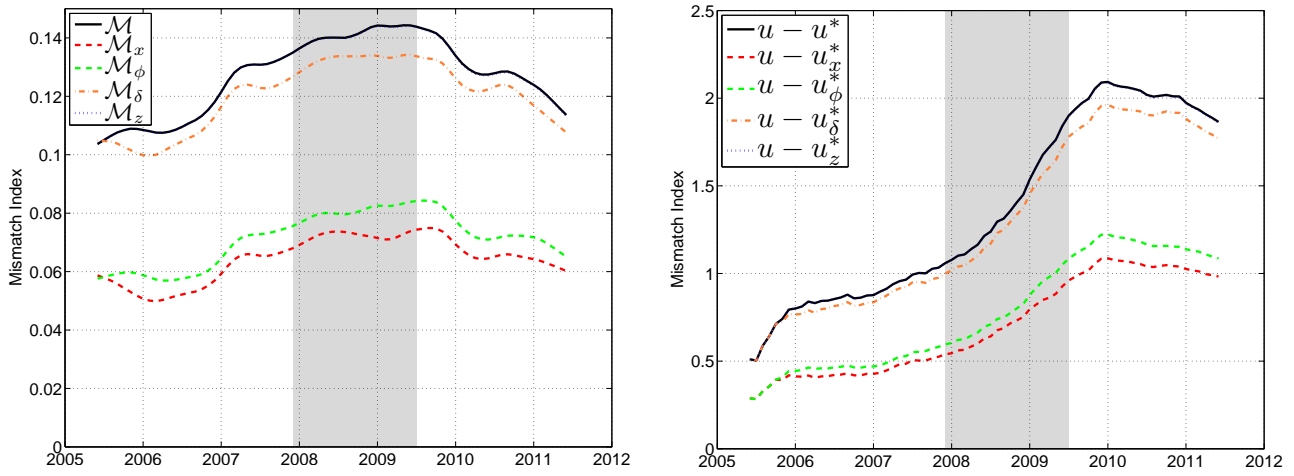 0.14
0.12
0.1
0.08
0.06
0.04
0.02
0
Mismatch Index
ℳ
ℳ_x
ℳ_ϕ
ℳ_δ
ℳ_z
2005 2006 2007 2008 2009 2010 2011 2012
2.5
2
1.5
1
0.5
0
Mismatch Index
u − u*
u − u*_x
u − u*_ϕ
u − u*_δ
u − u*_z
2005 2006 2007 2008 2009 2010 2011 2012